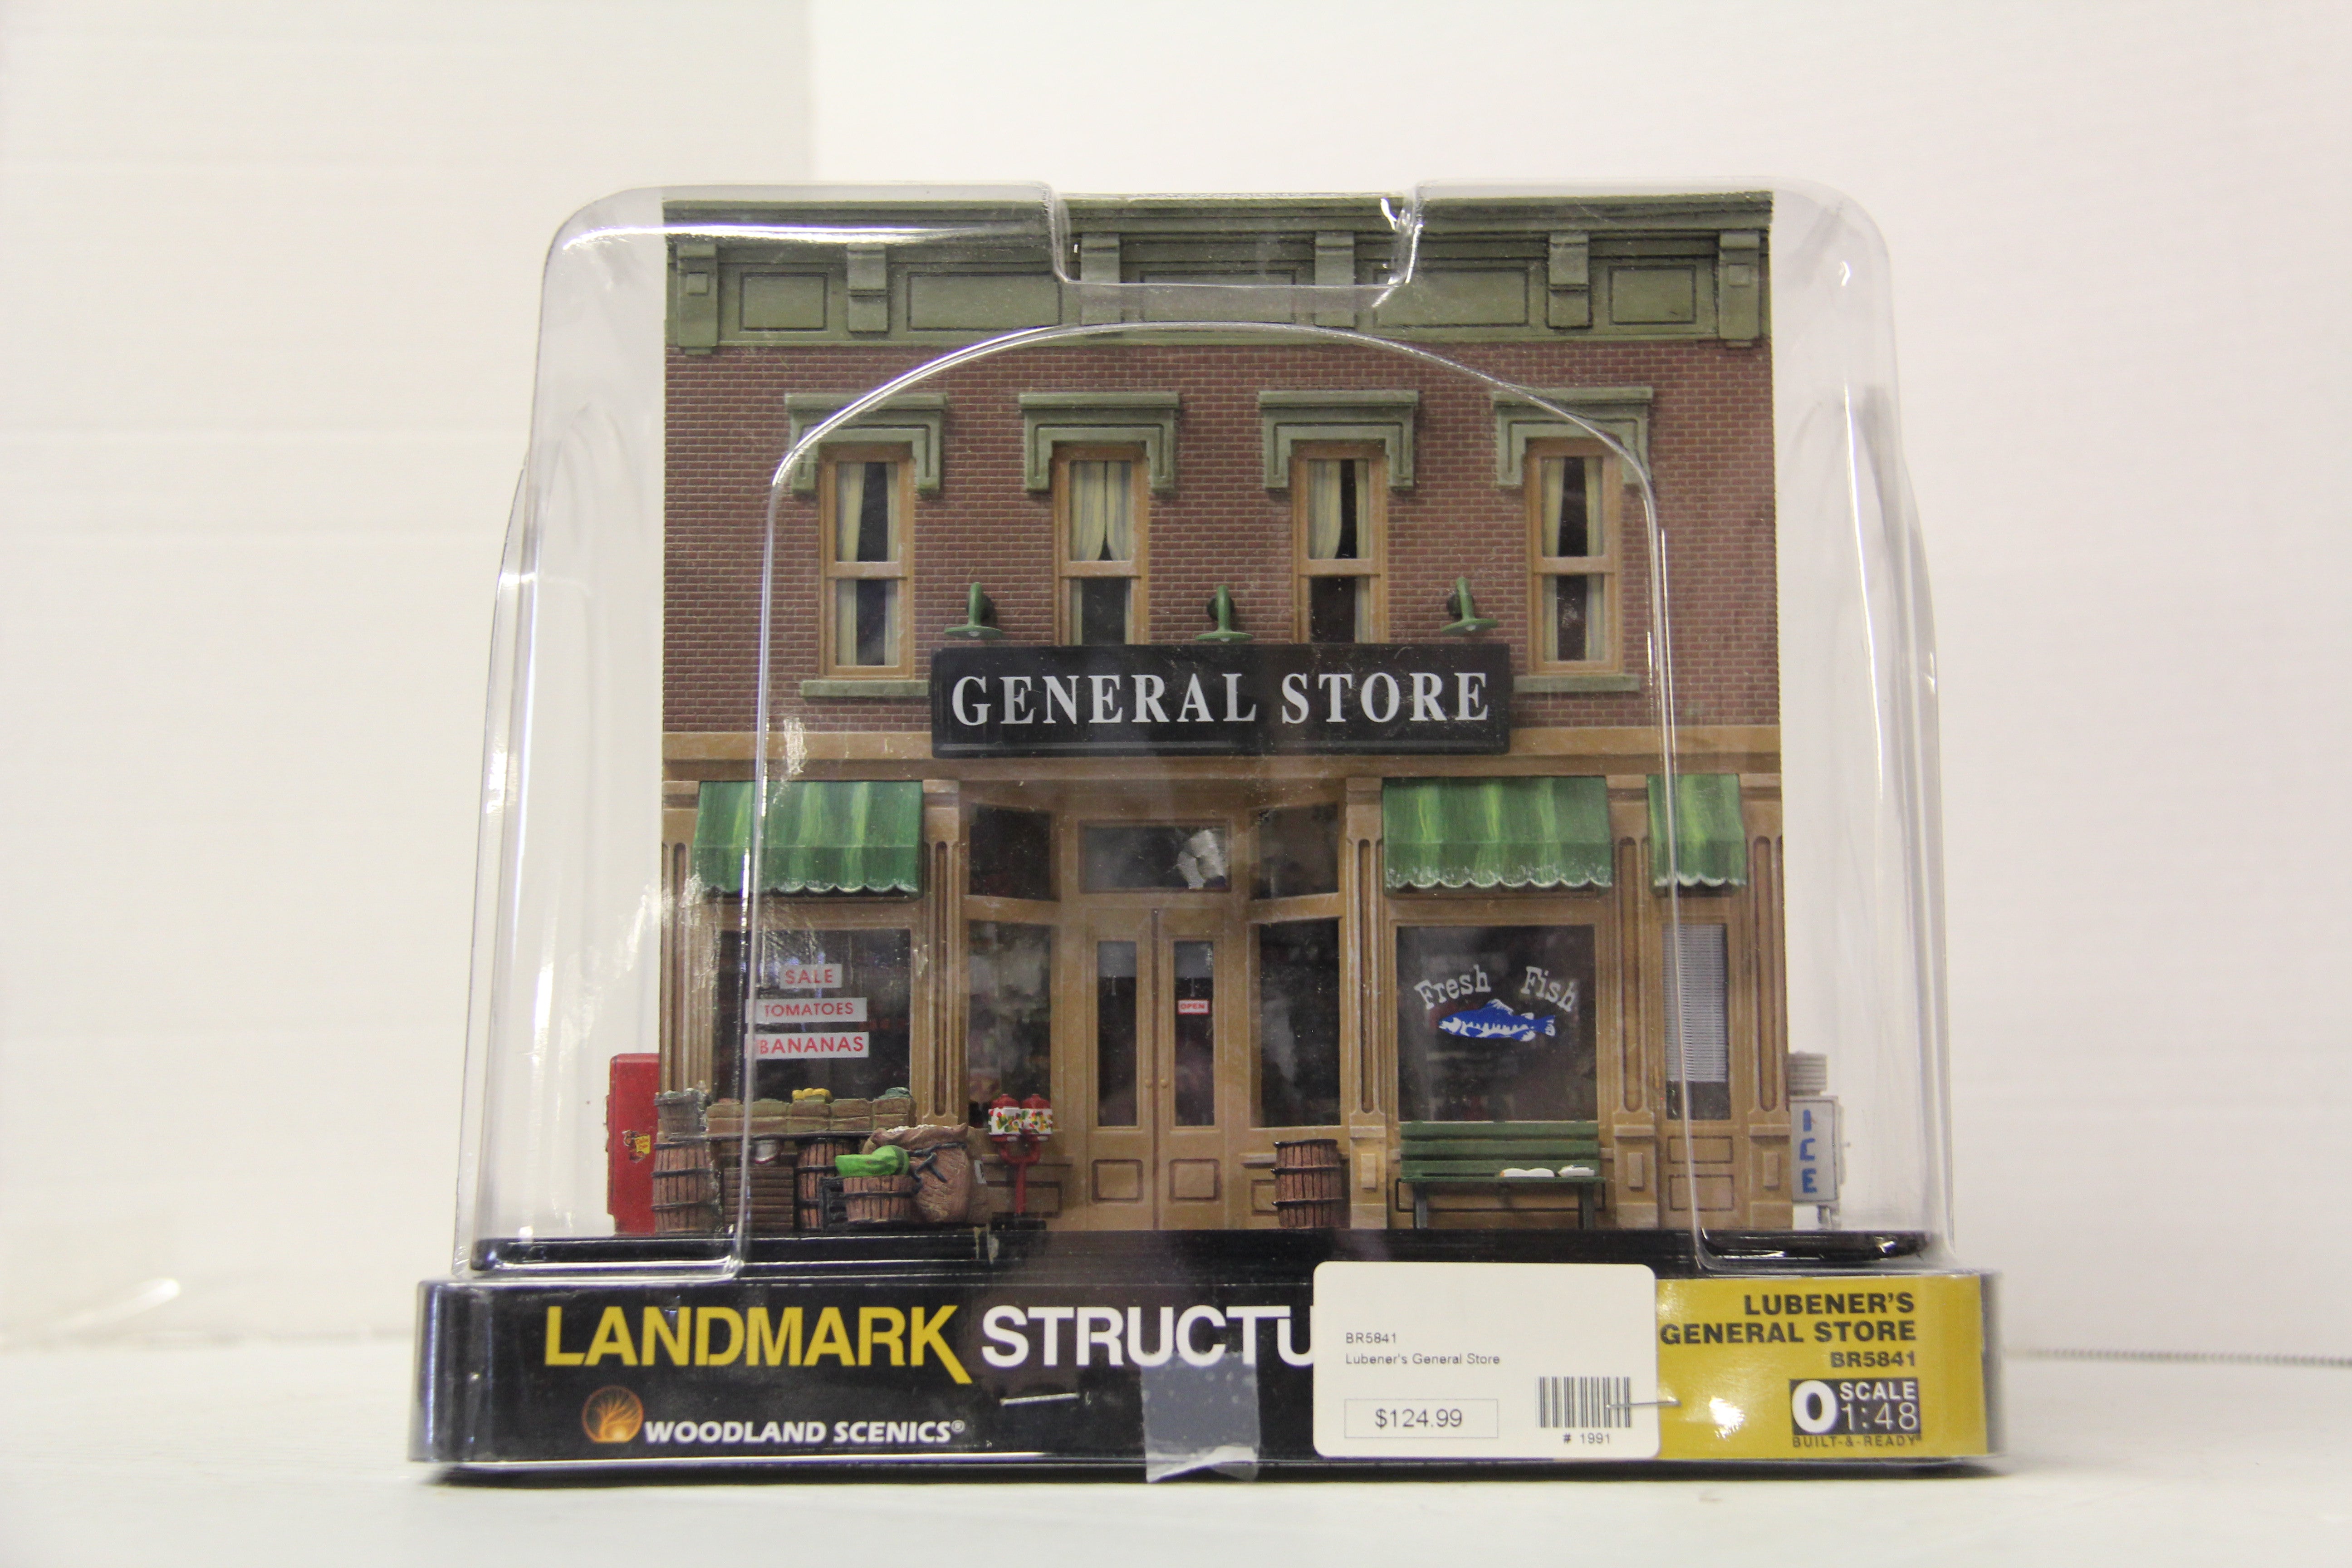 GENERAL STORE
SALE
TOMATOES
BANANAS
OPEN
Fresh Fish
ICE
LANDMARK STRUCTU
WOODLAND SCENICS®
BR5841
Lubener's General Store
$124.99
# 1991
LUBENER'S
GENERAL STORE
BR5841
O SCALE
1:48
BUILT-&-READY®